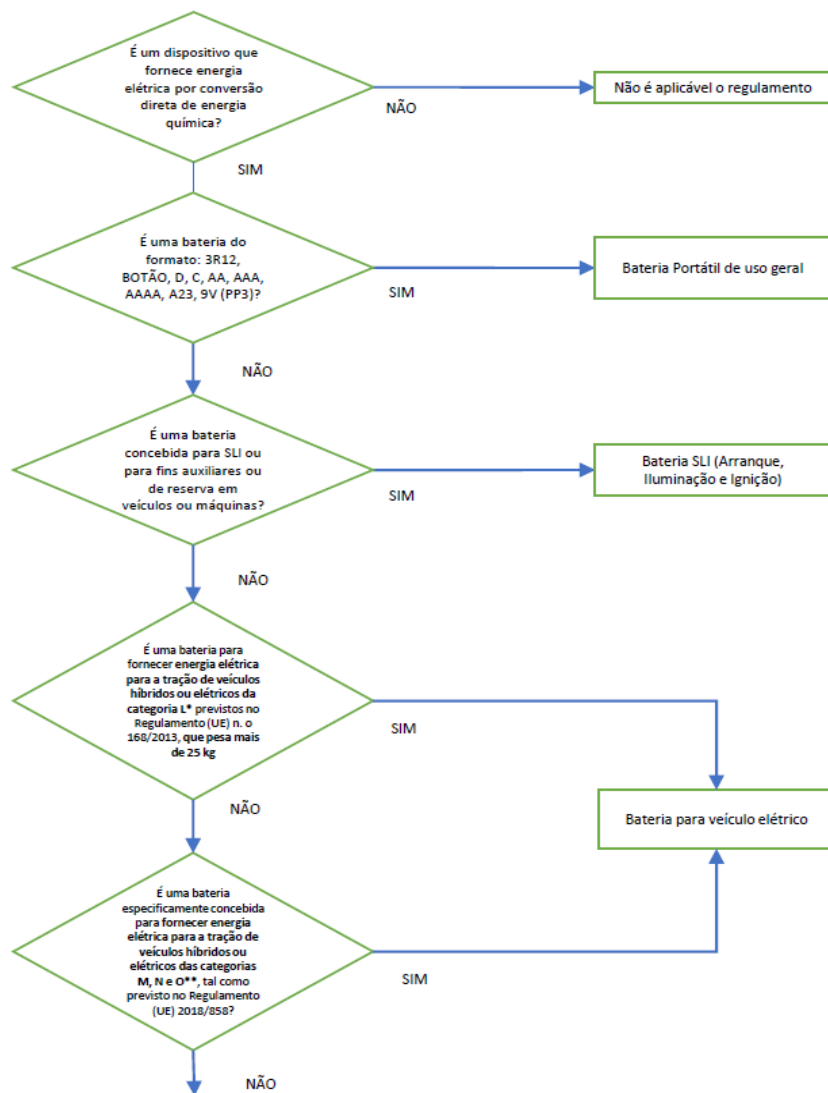 É um dispositivo que
fornece energia
elétrica por conversão
direta de energia
química?
NÃO
Não é aplicável o regulamento
SIM
É uma bateria do
formato: 3R12,
BOTÃO, D, C, AA, AAA,
AAAA, A23, 9V (PP3)?
SIM
Bateria Portátil de uso geral
NÃO
É uma bateria
concebida para SLI ou
para fins auxiliares ou
de reserva em
veículos ou máquinas?
SIM
Bateria SLI (Arranque,
Iluminação e Ignição)
NÃO
É uma bateria para
fornecer energia elétrica
para a tração de veículos
híbridos ou elétricos da
categoria L* previstos no
Regulamento (UE) n. o
168/2013, que pesa mais
de 25 kg
SIM
NÃO
Bateria para veículo elétrico
É uma bateria
especificamente concebida
para fornecer energia
elétrica para a tração de
veículos híbridos ou
elétricos das categorias
M, N e O**, tal como
previsto no Regulamento
(UE) 2018/858?
SIM
NÃO